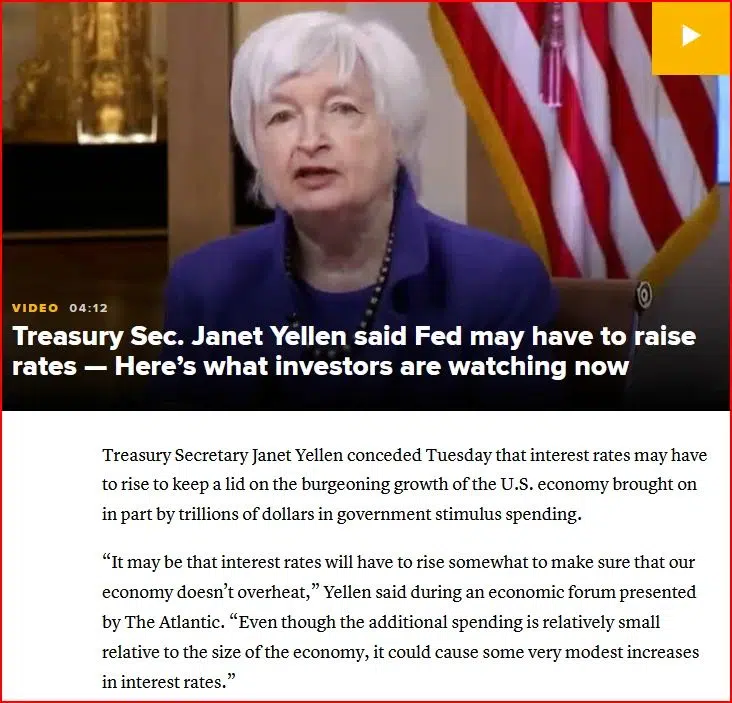 VIDEO 04:12
Treasury Sec. Janet Yellen said Fed may have to raise
rates — Here’s what investors are watching now
Treasury Secretary Janet Yellen conceded Tuesday that interest rates may have
to rise to keep a lid on the burgeoning growth of the U.S. economy brought on
in part by trillions of dollars in government stimulus spending.
“It may be that interest rates will have to rise somewhat to make sure that our
economy doesn’t overheat,” Yellen said during an economic forum presented
by The Atlantic. “Even though the additional spending is relatively small
relative to the size of the economy, it could cause some very modest increases
in interest rates.”